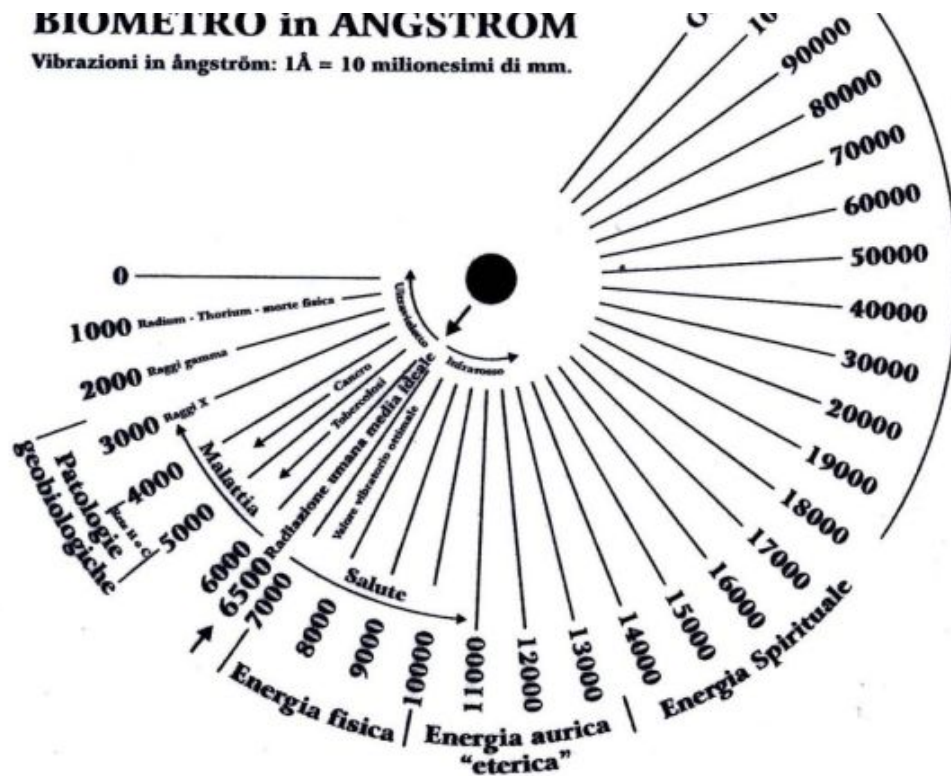 BIOMETRO in ANGSTROM
Vibrazioni in ångström: 1Å = 10 milionesimi di mm.
0
1000 Radium - Thorium - morte fisica
2000 Raggi gamma
3000 Raggi X
4000
5000
6000
6500 Radiazione umana media ideale
7000
8000
9000
10000
11000
12000
13000
14000
15000
16000
17000
18000
19000
20000
30000
40000
50000
60000
70000
80000
90000
Ultravioletto
Infrarosso
Cancro
Tobercolosi
Valore vibratorio ottimale
Malattia
Salute
Patologie
geobiologiche
Energia fisica
Energia aurica
"eterica"
Energia Spirituale